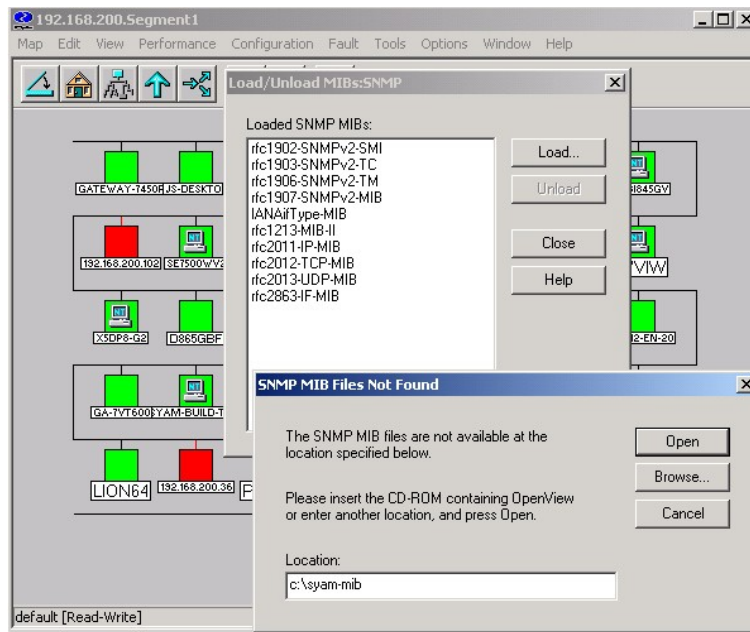 192.168.200.Segment1
Map Edit View Performance Configuration Fault Tools Options Window Help
Load/Unload MIBs:SNMP
Loaded SNMP MIBs:
rfc1902-SNMPv2-SMI
rfc1903-SNMPv2-TC
rfc1906-SNMPv2-TM
rfc1907-SNMPv2-MIB
IANAifType-MIB
rfc1213-MIB-II
rfc2011-IP-MIB
rfc2012-TCP-MIB
rfc2013-UDP-MIB
rfc2863-IF-MIB
Load...
Unload
Close
Help
GATEWAY-7450R
JS-DESKTO
NT
I845GV
192.168.200.102
NT
SE7500WV2
VIW
NT
X5DP8-G2
D865GBF
2-EN-20
GA-7VT600
NT
SYAM-BUILD-T
LION64
192.168.200.36
P
SNMP MIB Files Not Found
The SNMP MIB files are not available at the
location specified below.
Please insert the CD-ROM containing OpenView
or enter another location, and press Open.
Location:
c:\syam-mib
Open
Browse...
Cancel
default [Read-Write]